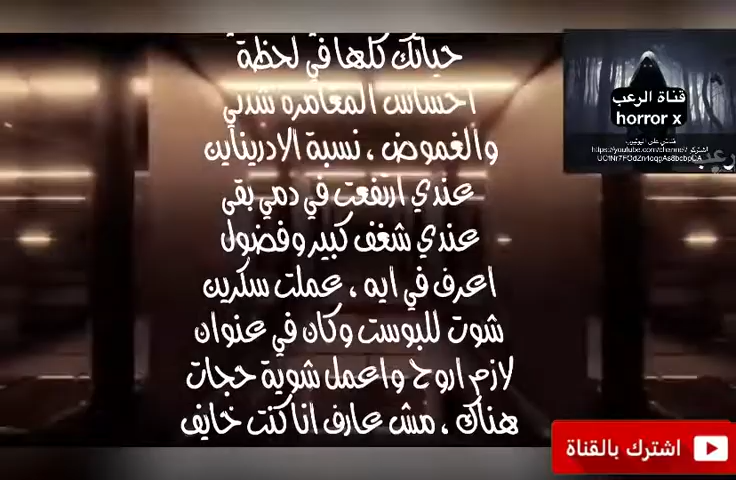 حياتك كلها في لحظة
احساس المغامره شدني
والغموض ، نسبة الادرينالين
عندي ارتفعت في دمي بقى
عندي شغف كبير وفضول
اعرف في ايه ، عملت سكرين
شوت للبوست وكان في عنوان
لازم اروح واعمل شوية حجات
هناك ، مش عارف انا كنت خايف
قناة الرعب
horror x
اشترك بالقناة